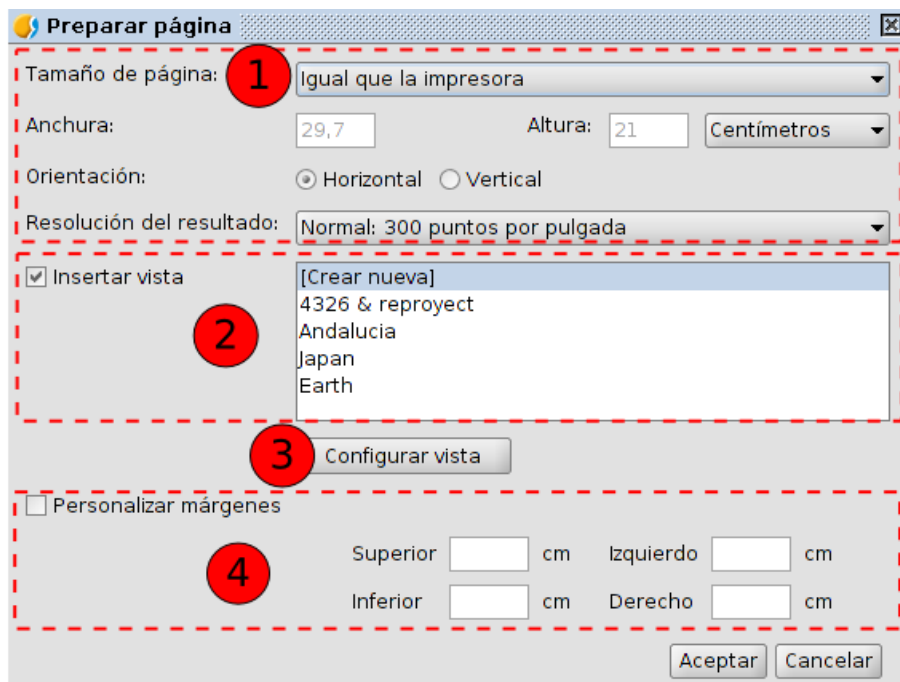 Preparar página
Tamaño de página: 1 Igual que la impresora
Anchura: 29,7 Altura: 21 Centímetros
Orientación: Horizontal Vertical
Resolución del resultado: Normal: 300 puntos por pulgada
Insertar vista [Crear nueva]
4326 & reproyect
2 Andalucia
Japan
Earth
3 Configurar vista
Personalizar márgenes
4 Superior cm Izquierdo cm
Inferior cm Derecho cm
Aceptar Cancelar